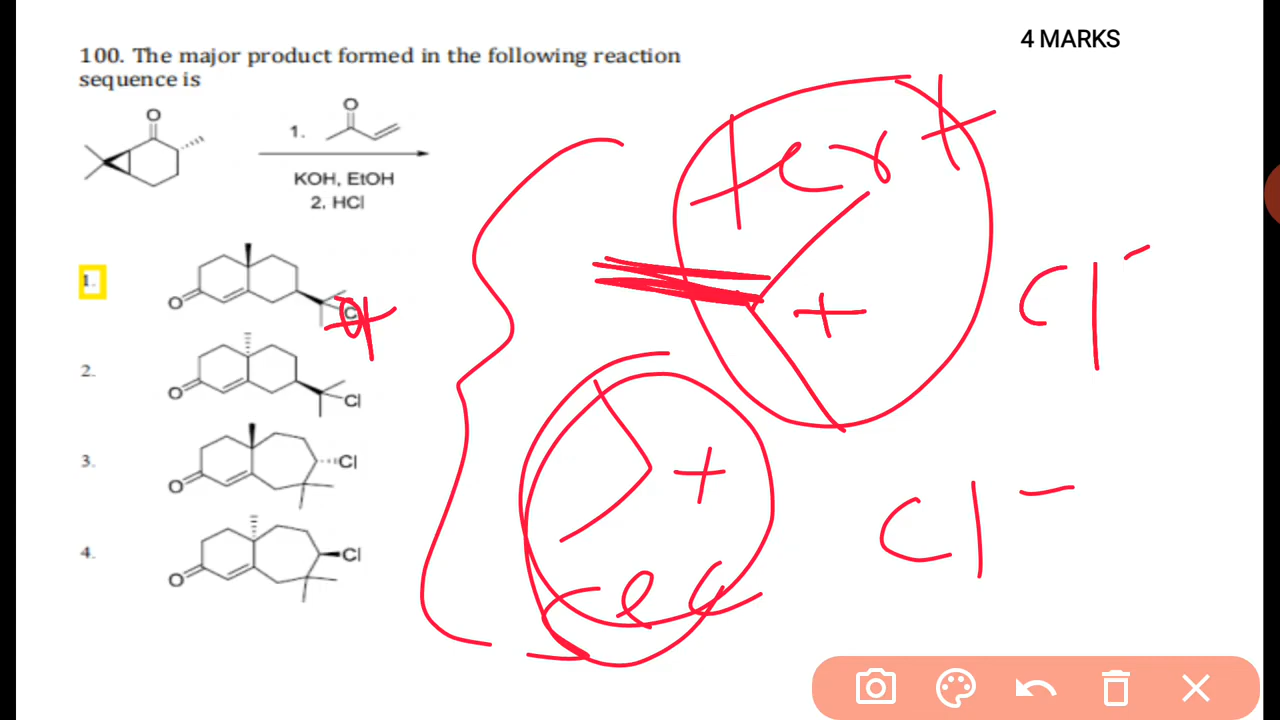 4 MARKS
100. The major product formed in the following reaction
sequence is
O
O
1.
KOH, EtOH
2. HCl
1.
O
Cl
2.
O
Cl
3.
O
Cl
4.
O
Cl
tert
+
Cl-
+
Cl-